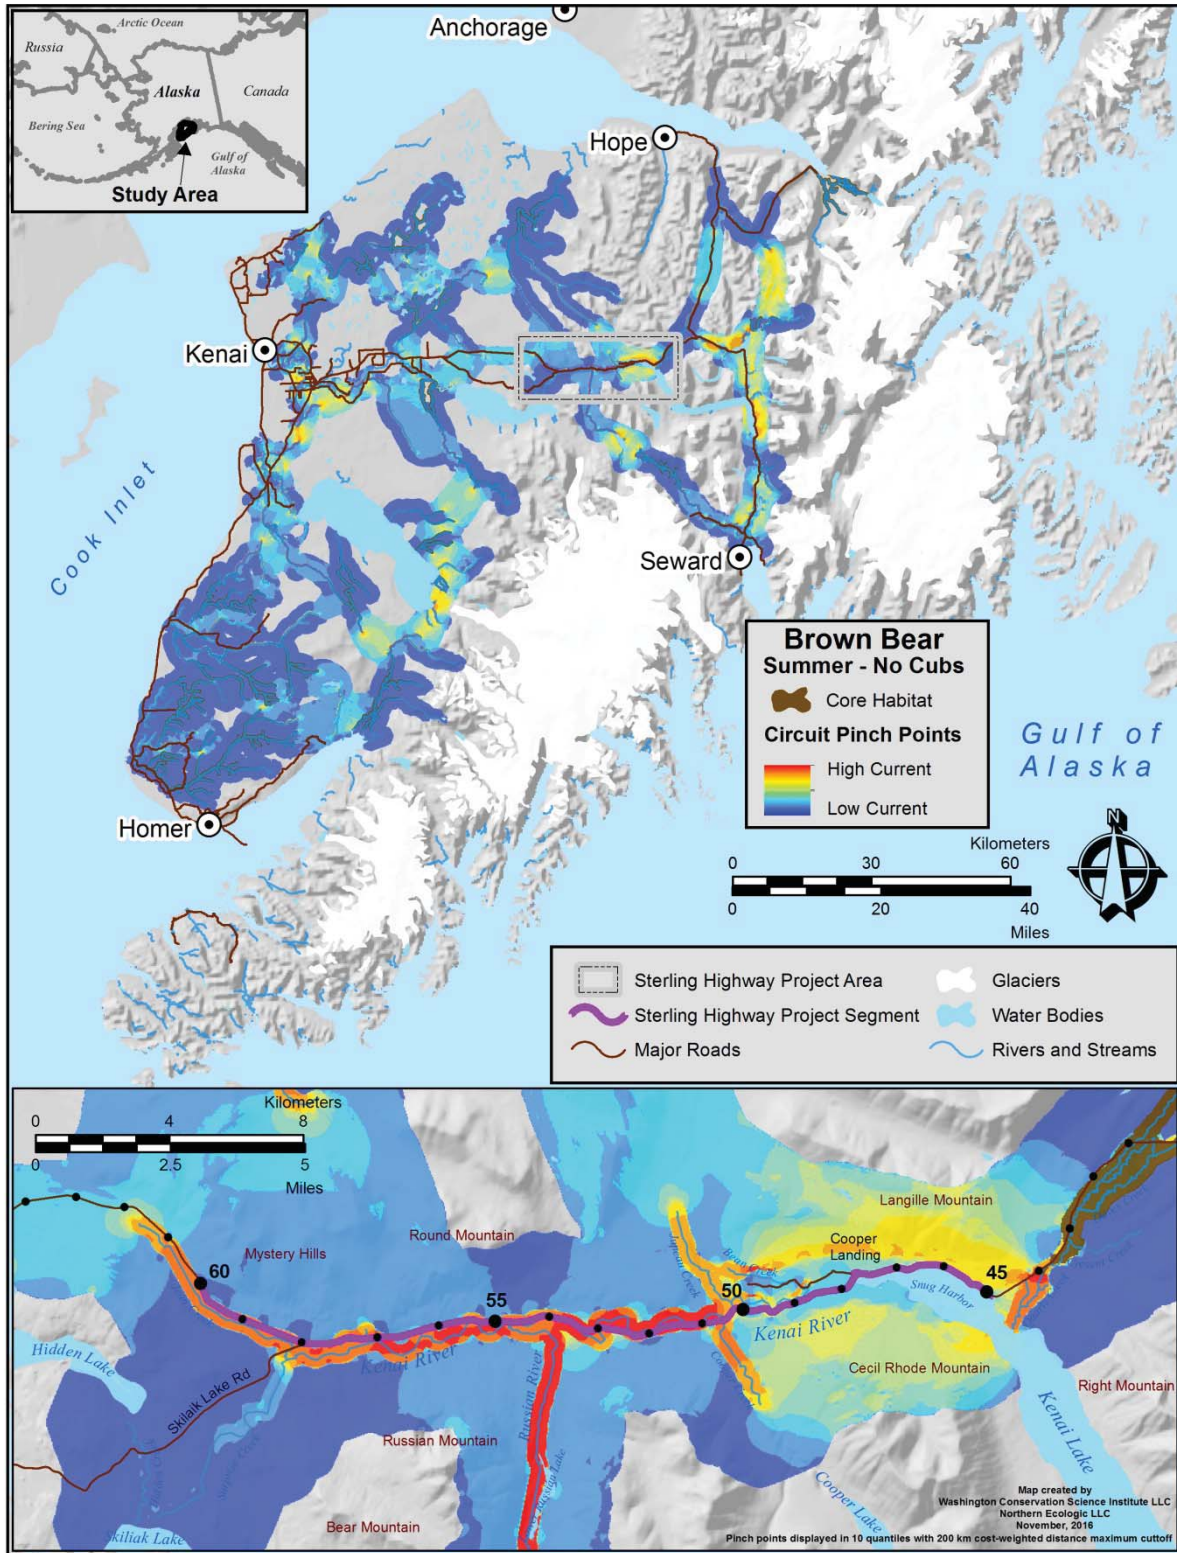 Anchorage
Arctic Ocean
Russia
Alaska
Canada
Bering Sea
Gulf of
Alaska
Study Area
Hope
Kenai
Cook Inlet
Seward
Homer
Gulf of
Alaska
Brown Bear
Summer - No Cubs
Core Habitat
Circuit Pinch Points
High Current
Low Current
N
Kilometers
0 30 60
0 20 40
Miles
Sterling Highway Project Area
Sterling Highway Project Segment
Major Roads
Glaciers
Water Bodies
Rivers and Streams
Kilometers
0 4 8
0 2.5 5
Miles
Langille Mountain
Round Mountain
Mystery Hills
Cooper
Landing
Juneau Creek
Bean Creek
60
55
50
45
Snug Harbor
Kenai River
Kenai River
Hidden Lake
Skilaik Lake Rd
Russian River
Cecil Rhode Mountain
Right Mountain
Russian Mountain
Kenai Lake
Cooper Lake
Bear Mountain
Skiliak Lake
Map created by
Washington Conservation Science Institute LLC
Northern Ecologic LLC
November, 2016
Pinch points displayed in 10 quantiles with 200 km cost-weighted distance maximum cuttoff